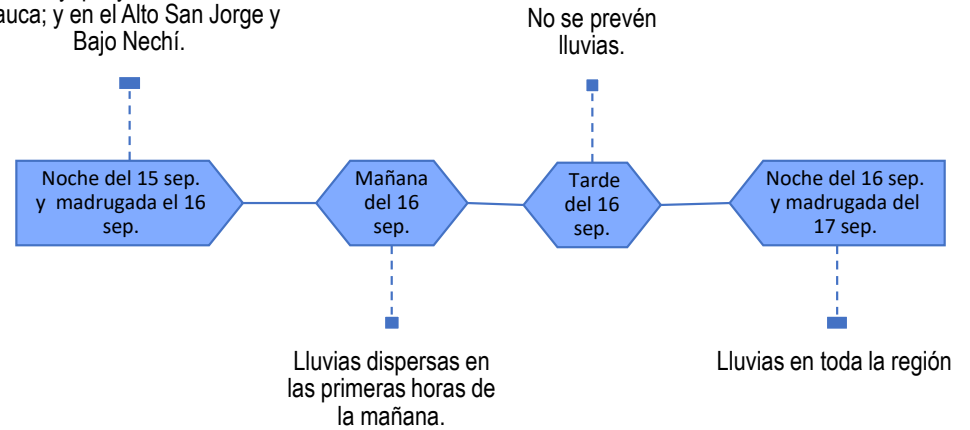 auca; y en el Alto San Jorge y
Bajo Nechí.
No se prevén
lluvias.
Noche del 15 sep.
y madrugada el 16
sep.
Mañana
del 16
sep.
Tarde
del 16
sep.
Noche del 16 sep.
y madrugada del
17 sep.
Lluvias dispersas en
las primeras horas de
la mañana.
Lluvias en toda la región